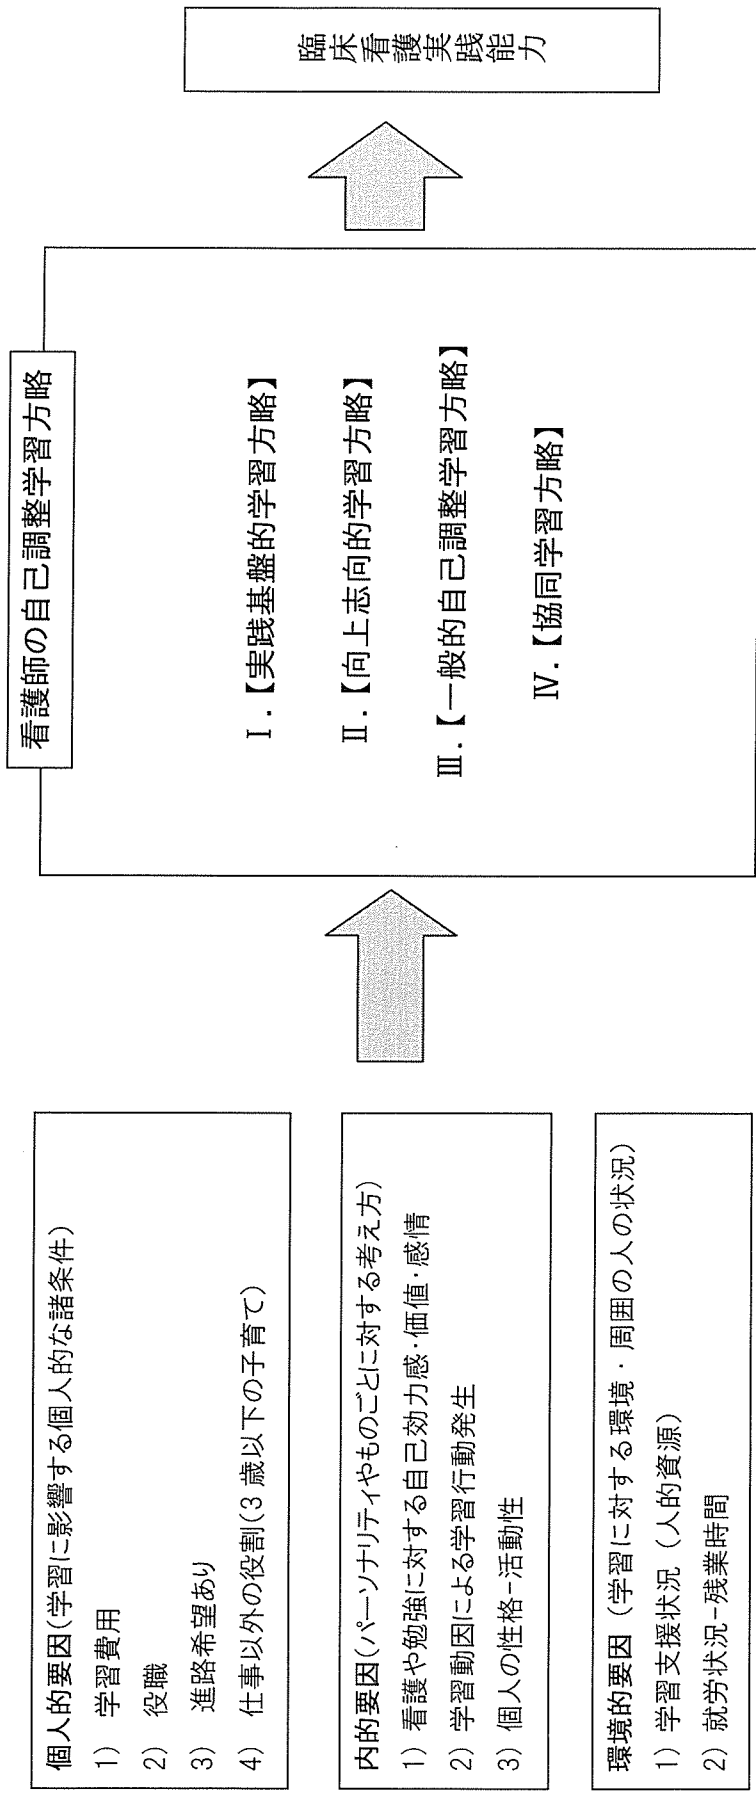 個人的要因(学習に影響する個人的な諸条件)
1) 学習費用
2) 役職
3) 進路希望あり
4) 仕事以外の役割(3歳以下の子育て)
内的要因(パーソナリティやものごとに対する考え方)
1) 看護や勉強に対する自己効力感・価値・感情
2) 学習動因による学習行動発生
3) 個人の性格-活動性
環境的要因 (学習に対する環境・周囲の人の状況)
1) 学習支援状況 (人的資源)
2) 就労状況-残業時間
看護師の自己調整学習方略
Ⅰ.【実践基盤的学習方略】
Ⅱ.【向上志向的学習方略】
Ⅲ.【一般的自己調整学習方略】
Ⅳ.【協同学習方略】
臨床看護実践能力